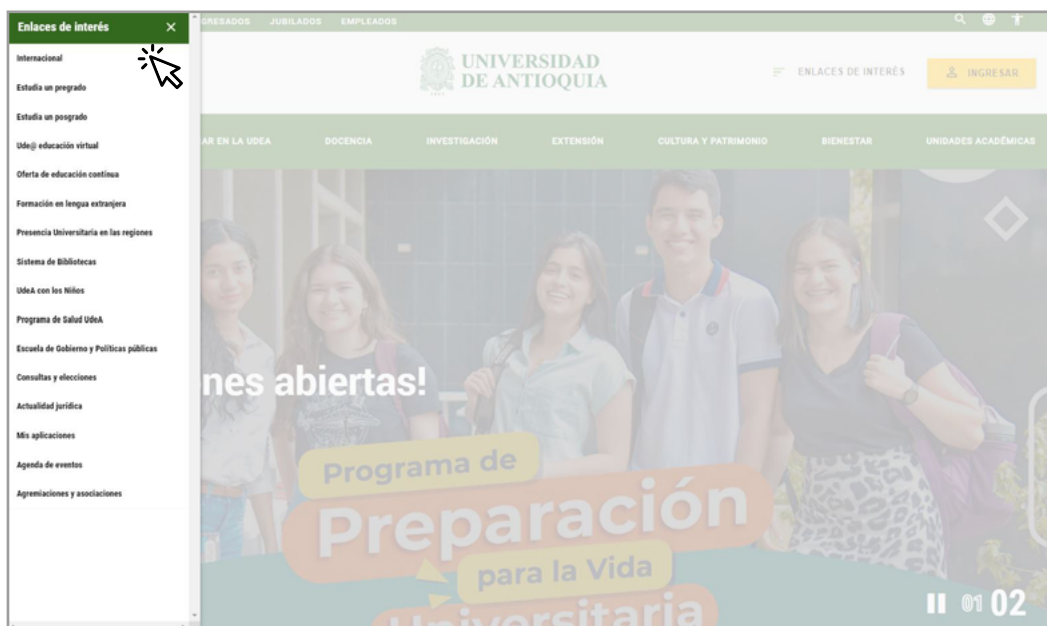 Enlaces de interés
Internacional
Estudia un pregrado
Estudia un posgrado
Ude@ educación virtual
Oferta de educación continua
Formación en lengua extranjera
Presencia Universitaria en las regiones
Sistema de Bibliotecas
UdeA con los Niños
Programa de Salud UdeA
Escuela de Gobierno y Políticas públicas
Consultas y elecciones
Actualidad jurídica
Mis aplicaciones
Agenda de eventos
Agremiaciones y asociaciones
GRESADOS JUBILADOS EMPLEADOS
UNIVERSIDAD
DE ANTIOQUIA
ENLACES DE INTERÉS
INGRESAR
AR EN LA UDEA DOCENCIA INVESTIGACIÓN EXTENSIÓN CULTURA Y PATRIMONIO BIENESTAR UNIDADES ACADÉMICAS
nes abiertas!
Programa de
Preparación
para la Vida
Universitaria
01 02